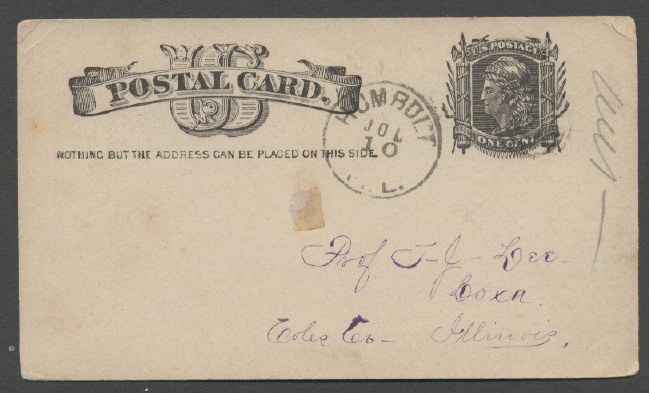 US
POSTAL CARD.
U.S. POSTAGE
ONE CENT
NOTHING BUT THE ADDRESS CAN BE PLACED ON THIS SIDE.
HUMBOLDT
JUL
10
ILL.
Prof T-J- Lee-
Loxa.
Coles Co- Illinois.